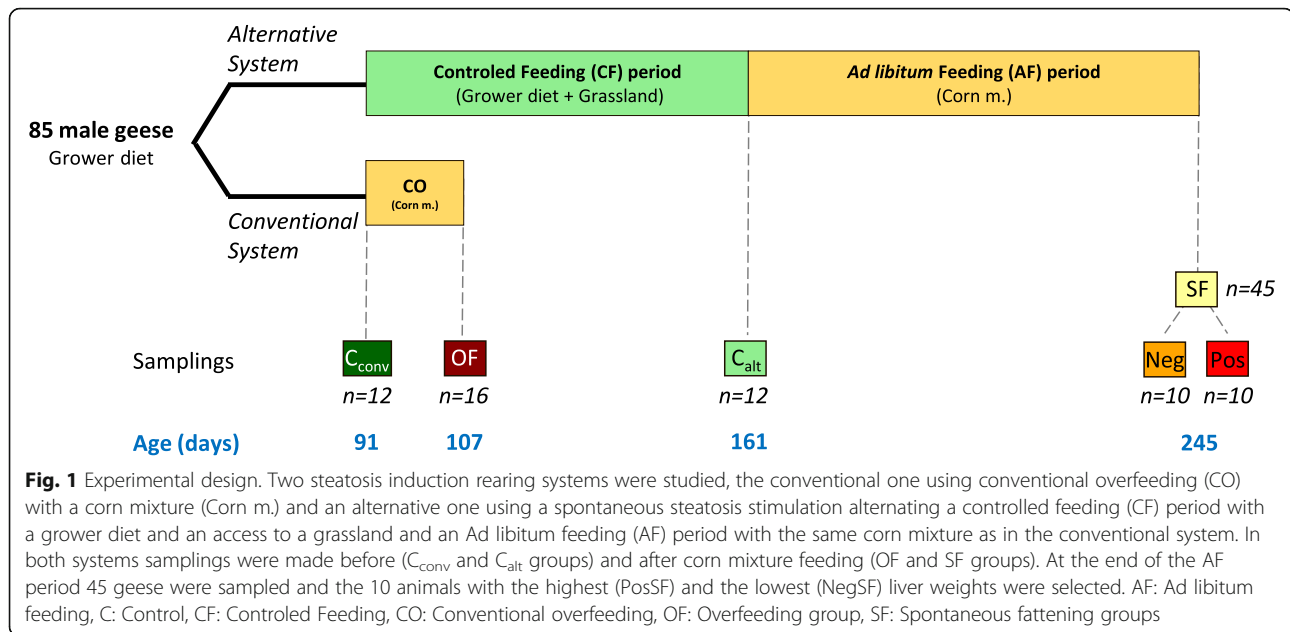 Alternative
System
Controled Feeding (CF) period
(Grower diet + Grassland)
Ad libitum Feeding (AF) period
(Corn m.)
85 male geese
Grower diet
CO
(Corn m.)
Conventional
System
SF n=45
Samplings
Cconv OF Calt Neg Pos
n=12 n=16 n=12 n=10 n=10
Age (days) 91 107 161 245
Fig. 1 Experimental design. Two steatosis induction rearing systems were studied, the conventional one using conventional overfeeding (CO)
with a corn mixture (Corn m.) and an alternative one using a spontaneous steatosis stimulation alternating a controlled feeding (CF) period with
a grower diet and an access to a grassland and an Ad libitum feeding (AF) period with the same corn mixture as in the conventional system. In
both systems samplings were made before (Cconv and Calt groups) and after corn mixture feeding (OF and SF groups). At the end of the AF
period 45 geese were sampled and the 10 animals with the highest (PosSF) and the lowest (NegSF) liver weights were selected. AF: Ad libitum
feeding, C: Control, CF: Controled Feeding, CO: Conventional overfeeding, OF: Overfeeding group, SF: Spontaneous fattening groups